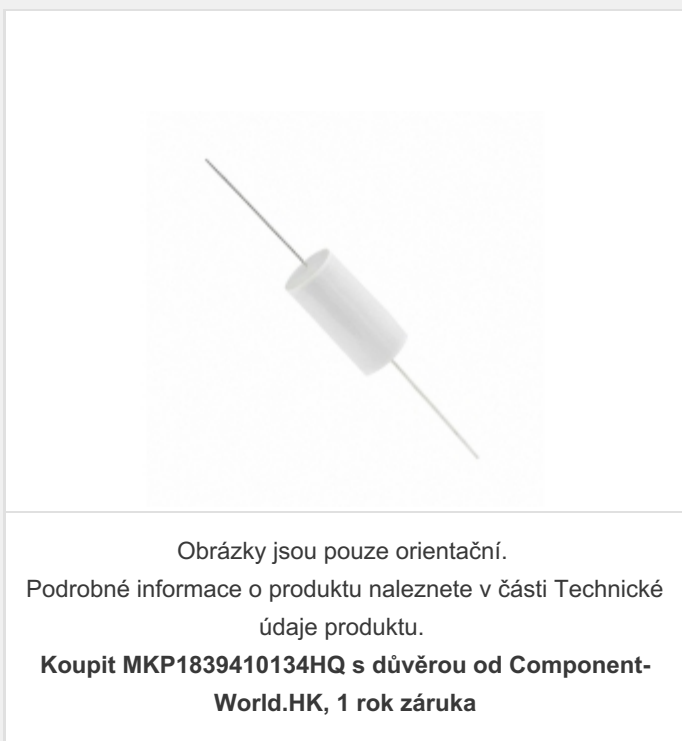 Obrázky jsou pouze orientační.
Podrobné informace o produktu naleznete v části Technické
údaje produktu.
Koupit MKP1839410134HQ s důvěrou od Component-
World.HK, 1 rok záruka